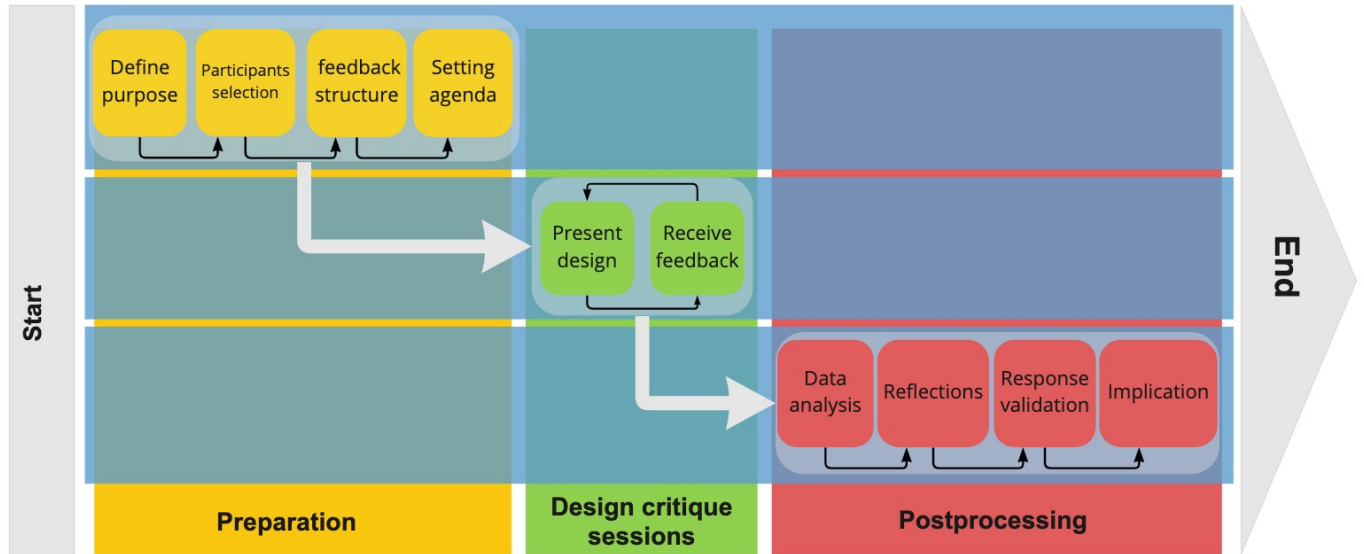 Start
Define
purpose
Participants
selection
feedback
structure
Setting
agenda
Present
design
Receive
feedback
Data
analysis
Reflections
Response
validation
Implication
Preparation
Design critique
sessions
Postprocessing
End